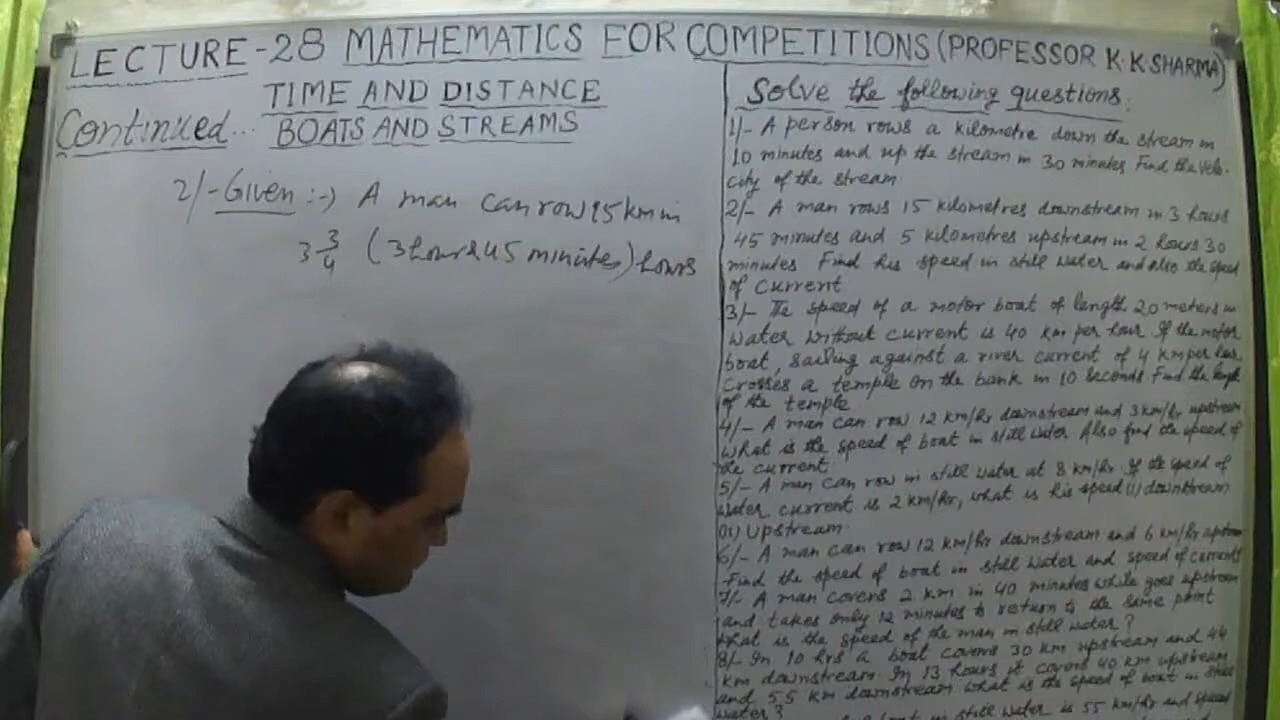 LECTURE-28 MATHEMATICS FOR COMPETITIONS (PROFESSOR K K SHARMA)
TIME AND DISTANCE
Continued... BOATS AND STREAMS
2/- Given :-) A man can row 15 km in
3 3/4 (3 hours 45 minutes) hours
Solve the following questions:
1/- A person rows a kilometre down the stream in
10 minutes and up the stream in 30 minutes Find the velo-
city of the stream.
2/- A man rows 15 kilometres downstream in 3 hours
45 minutes and 5 kilometres upstream in 2 hours 30
minutes Find his speed in still water and also the speed
of current
3/- The speed of a motor boat of length 20 meters in
water without current is 40 km per hour If the motor
boat, sailing against a river current of 4 km per hour
crosses a temple on the bank in 10 seconds Find the length
of the temple
4/- A man can row 12 km/hr downstream and 3 km/hr upstream
What is the speed of boat in still water Also find the speed of
the current
5/- A man can row in still water at 8 km/hr If the speed of
water current is 2 km/hr, what is his speed (i) downstream
(ii) Upstream
6/- A man can row 12 km/hr downstream and 6 km/hr upstream
Find the speed of boat in still water and speed of current
7/- A man covers 2 km in 40 minutes while goes upstream
and takes only 12 minutes to return to the same point
What is the speed of the man in still water?
8/- In 10 hrs a boat covers 30 km upstream and 44
km downstream. In 13 hours it covers 40 km upstream
and 55 km downstream what is the speed of boat in still
water?
boat in still water is 55 km/hr and speed